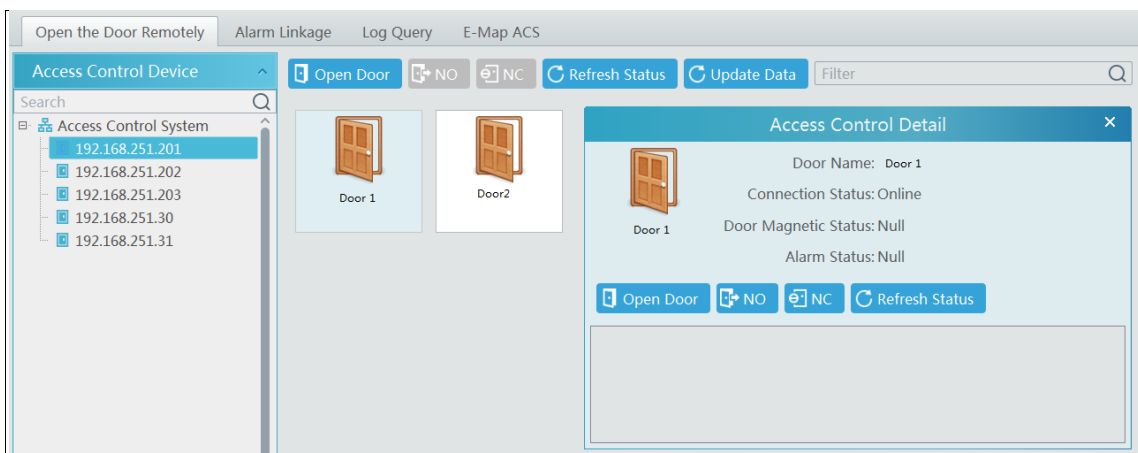 Open the Door Remotely Alarm Linkage Log Query E-Map ACS
Access Control Device
Open Door NO NC Refresh Status Update Data Filter
Search
Access Control System
192.168.251.201
192.168.251.202
192.168.251.203
192.168.251.30
192.168.251.31
Door 1
Door2
Access Control Detail
Door 1
Door Name: Door 1
Connection Status: Online
Door Magnetic Status: Null
Alarm Status: Null
Open Door NO NC Refresh Status